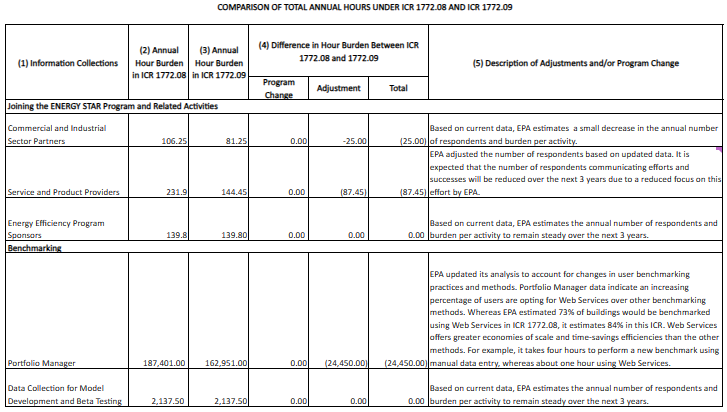 COMPARISON OF TOTAL ANNUAL HOURS UNDER ICR 1772.08 AND ICR 1772.09
(1) Information Collections
(2) Annual
Hour Burden
in ICR 1772.08
(3) Annual
Hour Burden
in ICR 1772.09
(4) Difference in Hour Burden Between ICR
1772.08 and 1772.09
(5) Description of Adjustments and/or Program Change
Program
Change
Adjustment
Total
Joining the ENERGY STAR Program and Related Activities
Commercial and Industrial
Sector Partners 106.25 81.25 0.00 -25.00 (25.00)
Based on current data, EPA estimates a small decrease in the annual number
of respondents and burden per activity.
EPA adjusted the number of respondents based on updated data. It is
expected that the number of respondents communicating efforts and
successes will be reduced over the next 3 years due to a reduced focus on this
Service and Product Providers 231.9 144.45 0.00 (87.45) (87.45) effort by EPA.
Energy Efficiency Program
Sponsors 139.8 139.80 0.00 0.00 0.00
Based on current data, EPA estimates the annual number of respondents and
burden per activity to remain steady over the next 3 years.
Benchmarking
EPA updated its analysis to account for changes in user benchmarking
practices and methods. Portfolio Manager data indicate an increasing
percentage of users are opting for Web Services over other benchmarking
methods. Whereas EPA estimated 73% of buildings would be benchmarked
using Web Services in ICR 1772.08, it estimates 84% in this ICR. Web Services
offers greater economies of scale and time-savings efficiencies than the other
methods. For example, it takes four hours to perform a new benchmark using
Portfolio Manager 187,401.00 162,951.00 0.00 (24,450.00) (24,450.00) manual data entry, whereas about one hour using Web Services.
Data Collection for Model
Development and Beta Testing 2,137.50 2,137.50 0.00 0.00 0.00
Based on current data, EPA estimates the annual number of respondents and
burden per activity to remain steady over the next 3 years.